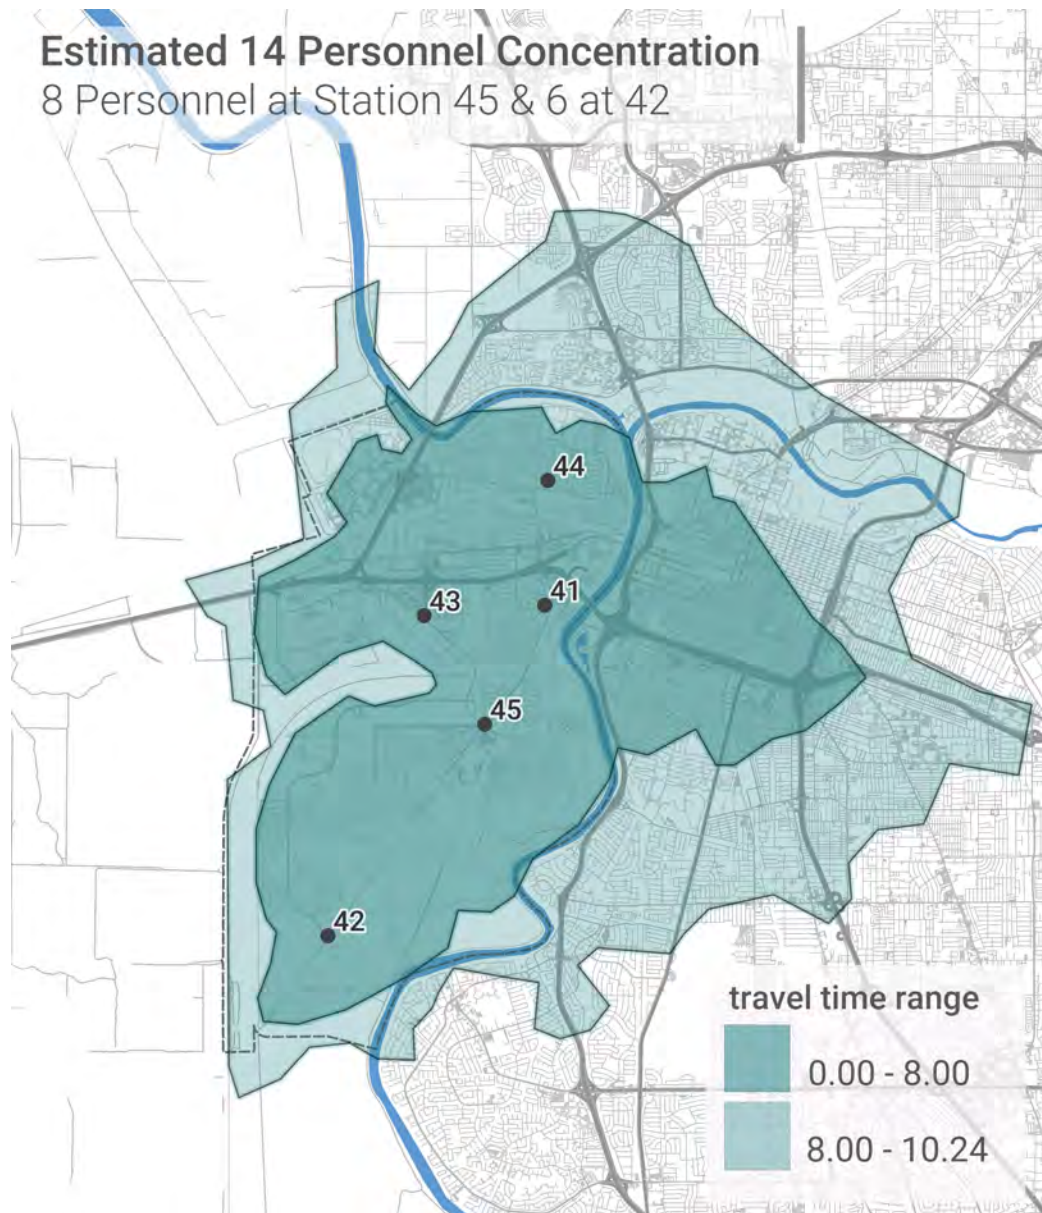 Estimated 14 Personnel Concentration
8 Personnel at Station 45 & 6 at 42
44
43
41
45
42
travel time range
0.00 - 8.00
8.00 - 10.24